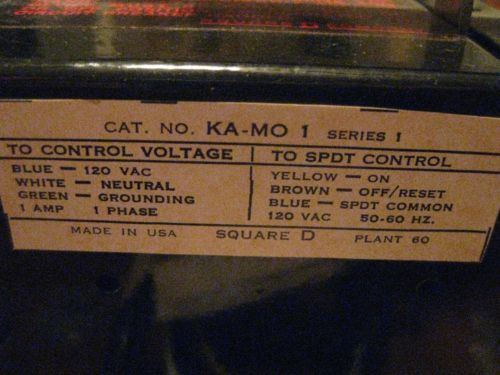 CAT. NO. KA-MO 1 SERIES 1
TO CONTROL VOLTAGE
BLUE — 120 VAC
WHITE — NEUTRAL
GREEN — GROUNDING
1 AMP 1 PHASE
TO SPDT CONTROL
YELLOW — ON
BROWN — OFF/RESET
BLUE — SPDT COMMON
120 VAC 50-60 HZ.
MADE IN USA SQUARE D PLANT 60